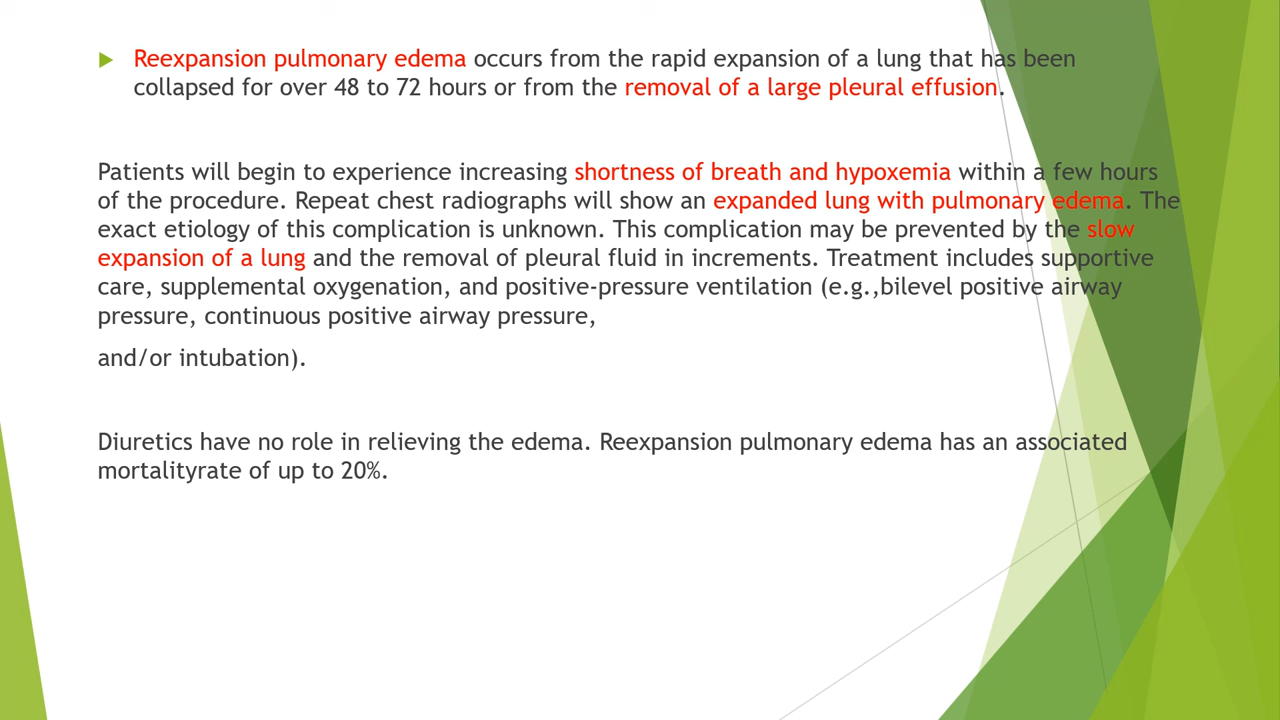 Reexpansion pulmonary edema occurs from the rapid expansion of a lung that has been
collapsed for over 48 to 72 hours or from the removal of a large pleural effusion.
Patients will begin to experience increasing shortness of breath and hypoxemia within a few hours
of the procedure. Repeat chest radiographs will show an expanded lung with pulmonary edema. The
exact etiology of this complication is unknown. This complication may be prevented by the slow
expansion of a lung and the removal of pleural fluid in increments. Treatment includes supportive
care, supplemental oxygenation, and positive-pressure ventilation (e.g.,bilevel positive airway
pressure, continuous positive airway pressure,
and/or intubation).
Diuretics have no role in relieving the edema. Reexpansion pulmonary edema has an associated
mortalityrate of up to 20%.